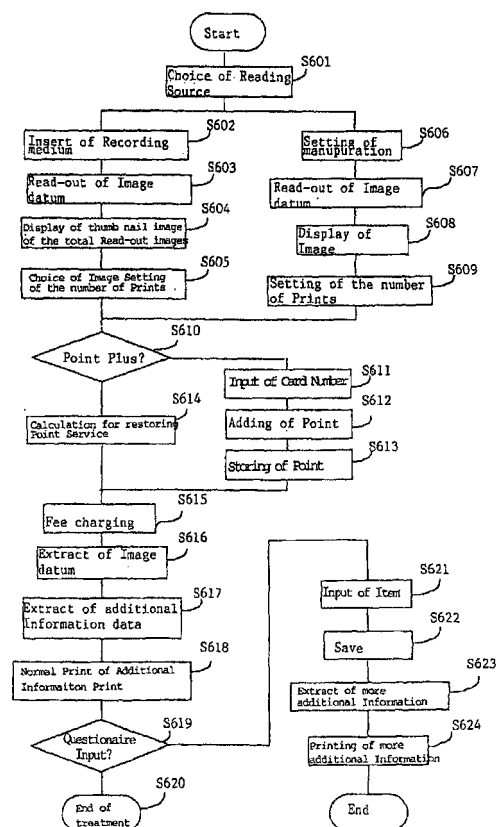 Start
S601
Choice of Reading
Source
S602
Insert of Recording
medium
S603
Read-out of Image
datum
S604
Display of thumb nail image
of the total Read-out images
S605
Choice of Image Setting
of the number of Prints
S606
Setting of
manupuration
S607
Read-out of Image
datum
S608
Display of
Image
S609
Setting of the number
of Prints
S610
Point Plus?
S611
Input of Card Number
S612
Adding of Point
S613
Storing of Point
S614
Calculation for restoring
Point Service
S615
Fee charging
S616
Extract of Image
datum
S617
Extract of additional
Information data
S618
Normal Print of Additional
Informaiton Print
S619
Questionaire
Input?
S620
End of
treatment
S621
Input of Item
S622
Save
S623
Extract of more
additional Information
S624
Printing of more
additional Information
End